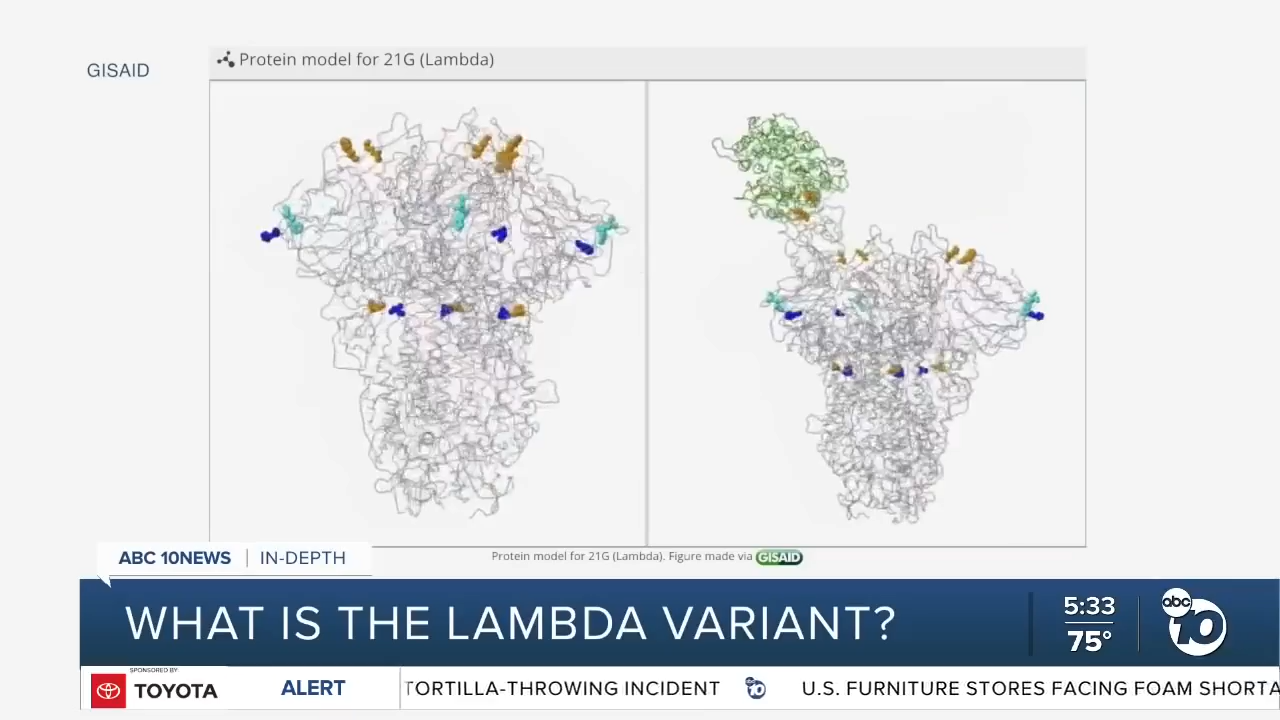 GISAID
Protein model for 21G (Lambda)
Protein model for 21G (Lambda). Figure made via GISAID
ABC 10NEWS | IN-DEPTH
WHAT IS THE LAMBDA VARIANT?
5:33
75°
abc
10
SPONSORED BY
TOYOTA
ALERT
TORTILLA-THROWING INCIDENT abc 10 U.S. FURNITURE STORES FACING FOAM SHORTA